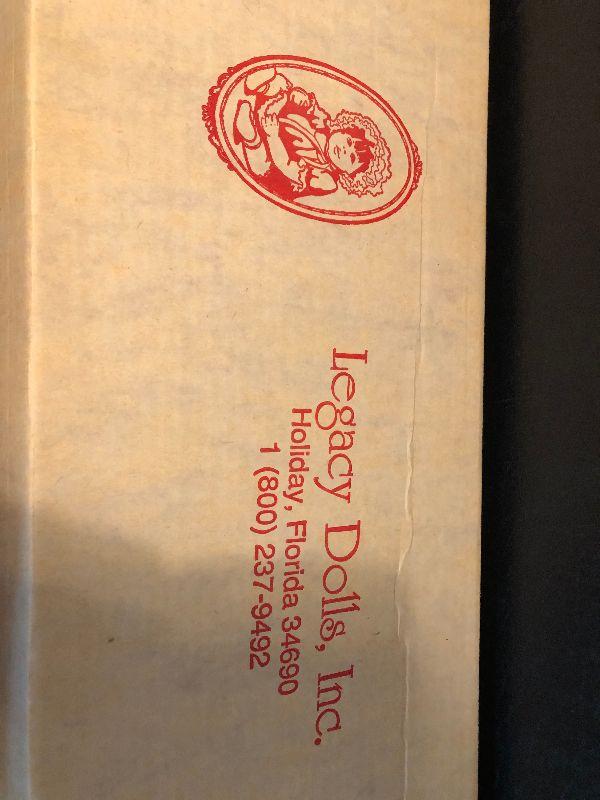 Legacy Dolls, Inc.
Holiday, Florida 34690
1 (800) 237-9492